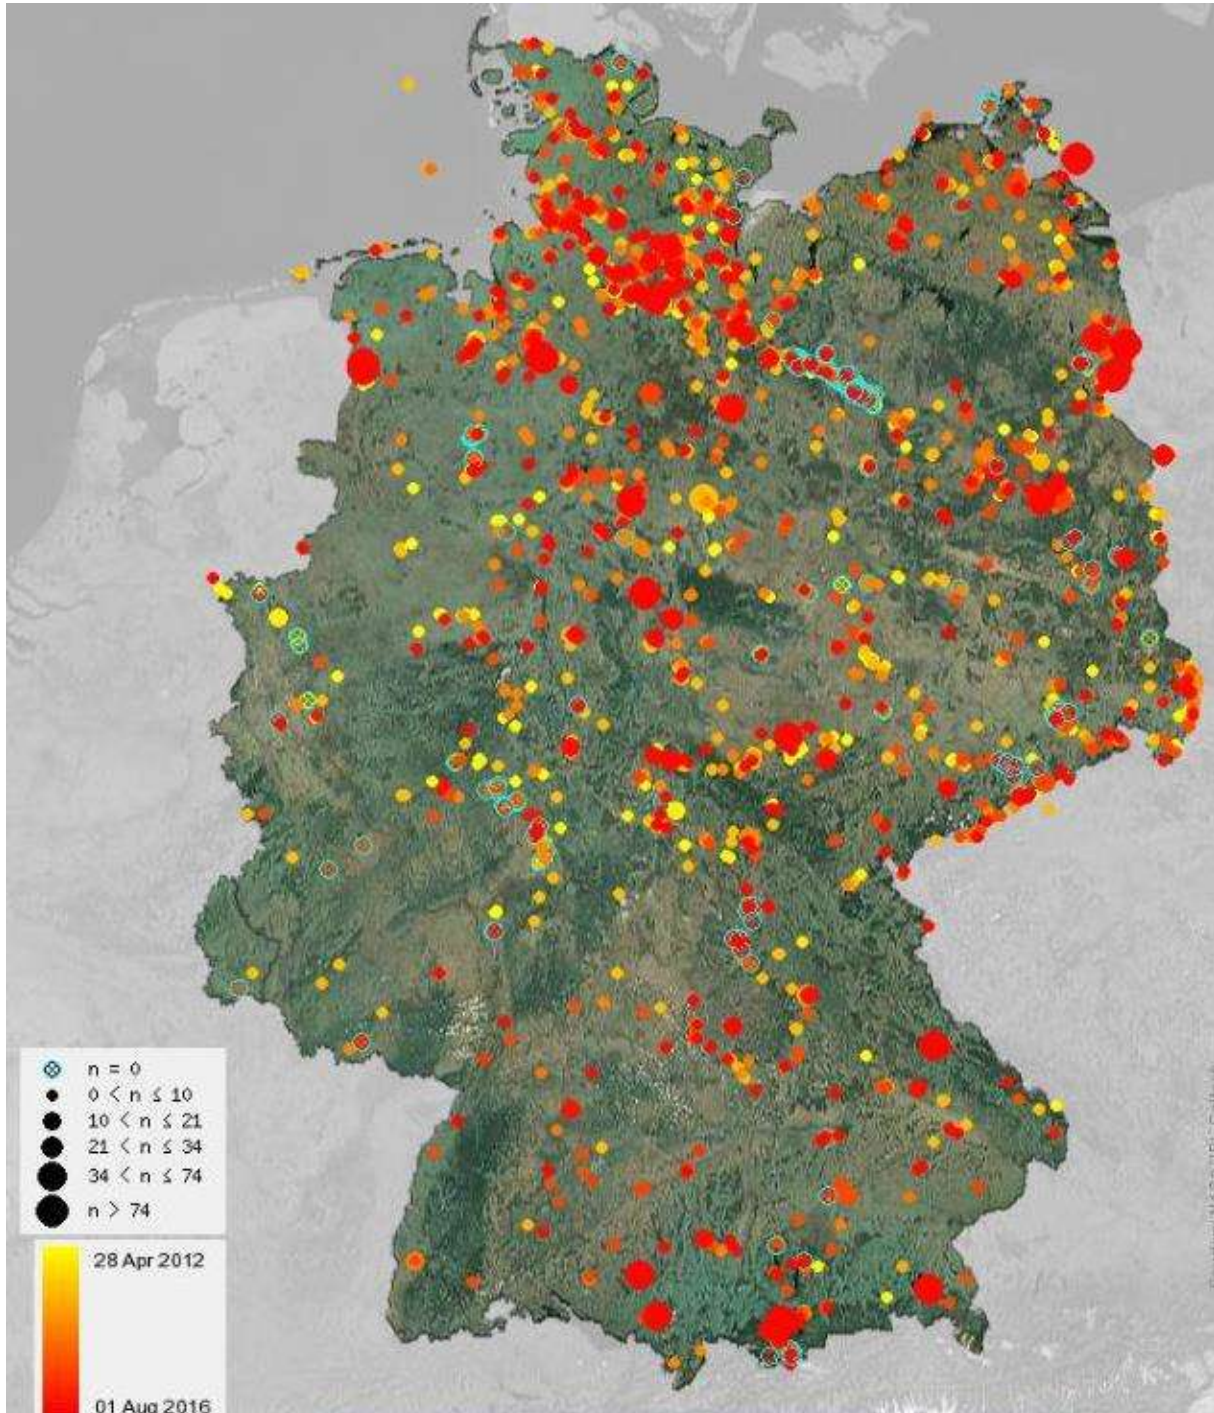 n = 0
0 < n ≤ 10
10 < n ≤ 21
21 < n ≤ 34
34 < n ≤ 74
n > 74
28 Apr 2012
01 Aug 2016